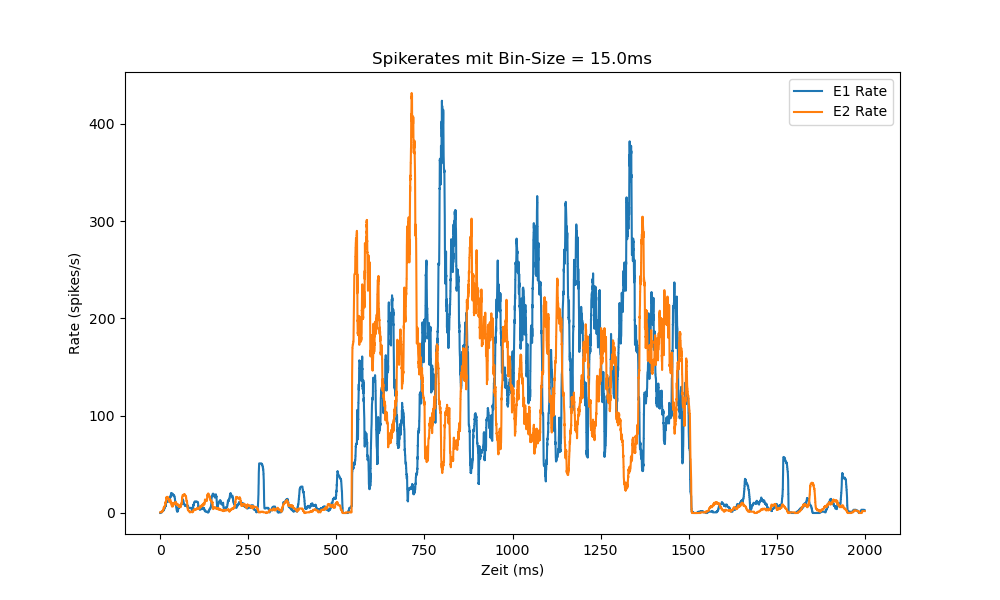 Spikerates mit Bin-Size = 15.0ms
E1 Rate
E2 Rate
400
300
200
100
0
Rate (spikes/s)
0 250 500 750 1000 1250 1500 1750 2000
Zeit (ms)